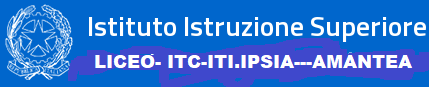 Istituto Istruzione Superiore
LICEO- ITC-ITI.IPSIA---AMANTEA